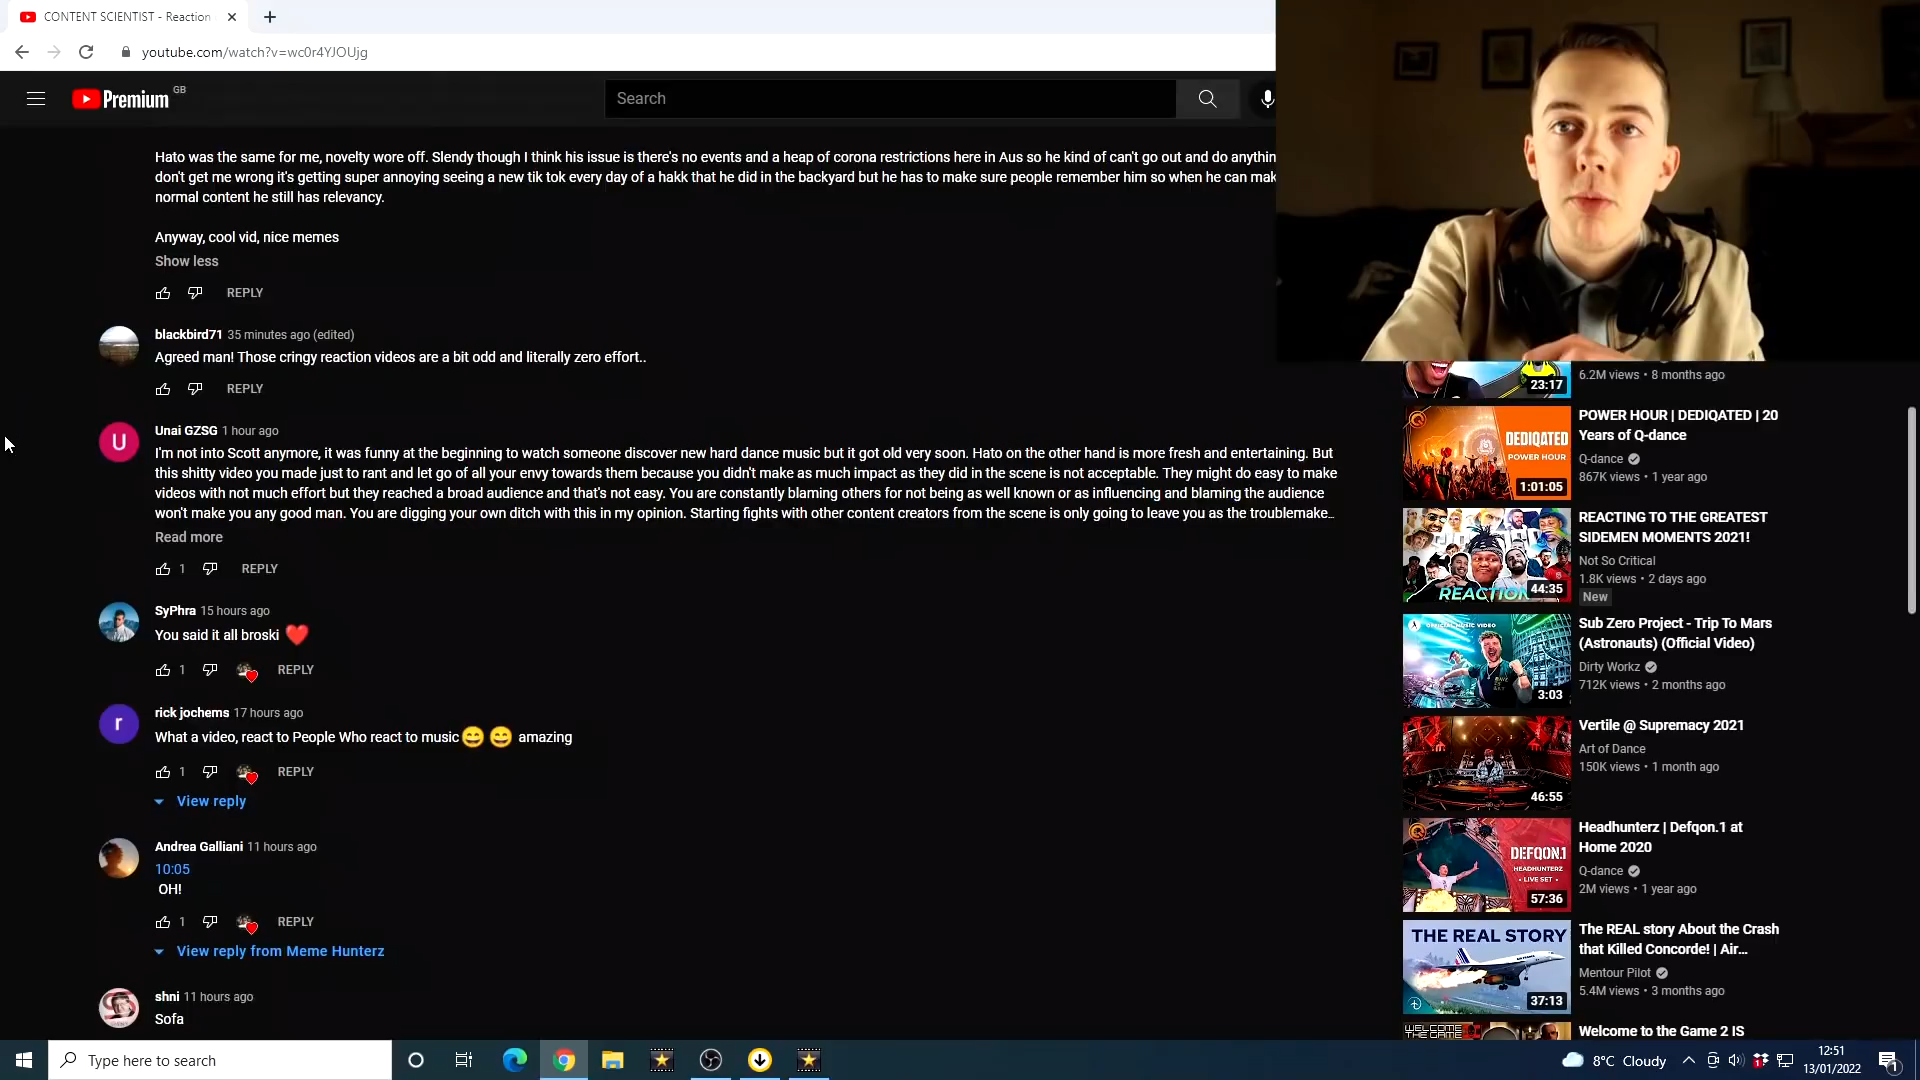 CONTENT SCIENTIST - Reaction
youtube.com/watch?v=wc0r4YJOUjg
Premium GB
Search
Hato was the same for me, novelty wore off. Slendy though I think his issue is there's no events and a heap of corona restrictions here in Aus so he kind of can't go out and do anythin
don't get me wrong it's getting super annoying seeing a new tik tok every day of a hakk that he did in the backyard but he has to make sure people remember him so when he can mak
normal content he still has relevancy.
Anyway, cool vid, nice memes
Show less
REPLY
blackbird71 35 minutes ago (edited)
Agreed man! Those cringy reaction videos are a bit odd and literally zero effort..
REPLY
U
Unai GZSG 1 hour ago
I'm not into Scott anymore, it was funny at the beginning to watch someone discover new hard dance music but it got old very soon. Hato on the other hand is more fresh and entertaining. But
this shitty video you made just to rant and let go of all your envy towards them because you didn't make as much impact as they did in the scene is not acceptable. They might do easy to make
videos with not much effort but they reached a broad audience and that's not easy. You are constantly blaming others for not being as well known or as influencing and blaming the audience
won't make you any good man. You are digging your own ditch with this in my opinion. Starting fights with other content creators from the scene is only going to leave you as the troublemake…
Read more
1 REPLY
SyPhra 15 hours ago
You said it all broski ❤️
1 REPLY
r
rick jochems 17 hours ago
What a video, react to People Who react to music😄 😄 amazing
1 REPLY
View reply
Andrea Galliani 11 hours ago
10:05
OH!
1 REPLY
View reply from Meme Hunterz
shni 11 hours ago
Sofa
23:17
6.2M views • 8 months ago
DEDIQATED
POWER HOUR
1:01:05
POWER HOUR | DEDIQATED | 20
Years of Q-dance
Q-dance
867K views • 1 year ago
REACTION
44:35
REACTING TO THE GREATEST
SIDEMEN MOMENTS 2021!
Not So Critical
1.8K views • 2 days ago
New
OFFICIAL MUSIC VIDEO
3:03
Sub Zero Project - Trip To Mars
(Astronauts) (Official Video)
Dirty Workz
712K views • 2 months ago
46:55
Vertile @ Supremacy 2021
Art of Dance
150K views • 1 month ago
DEFQON.1
HEADHUNTERZ
• LIVE SET •
57:36
Headhunterz | Defqon.1 at
Home 2020
Q-dance
2M views • 1 year ago
THE REAL STORY
37:13
The REAL story About the Crash
that Killed Concorde! | Air...
Mentour Pilot
5.4M views • 3 months ago
WELCOME
Welcome to the Game 2 IS
Type here to search
8°C Cloudy
12:51
13/01/2022
1